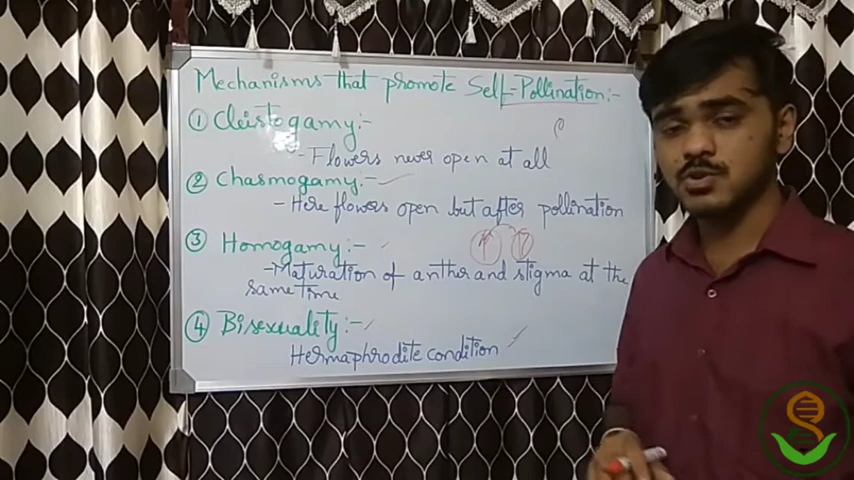 Mechanisms that promote Self-Pollination:-
① Cleistogamy:-
- Flowers never open at all
② Chasmogamy:-
- Here flowers open but after pollination
③ Homogamy:-
- Maturation of anther and stigma at the
same time
④ Bisexuality:-
Hermaphrodite condition